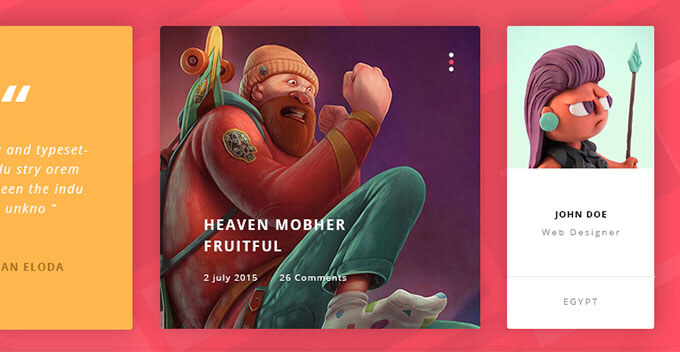 “
r and typeset-
du stry orem
een the indu
unkno “
AN ELODA
HEAVEN MOBHER
FRUITFUL
2 july 2015 26 Comments
JOHN DOE
Web Designer
EGYPT